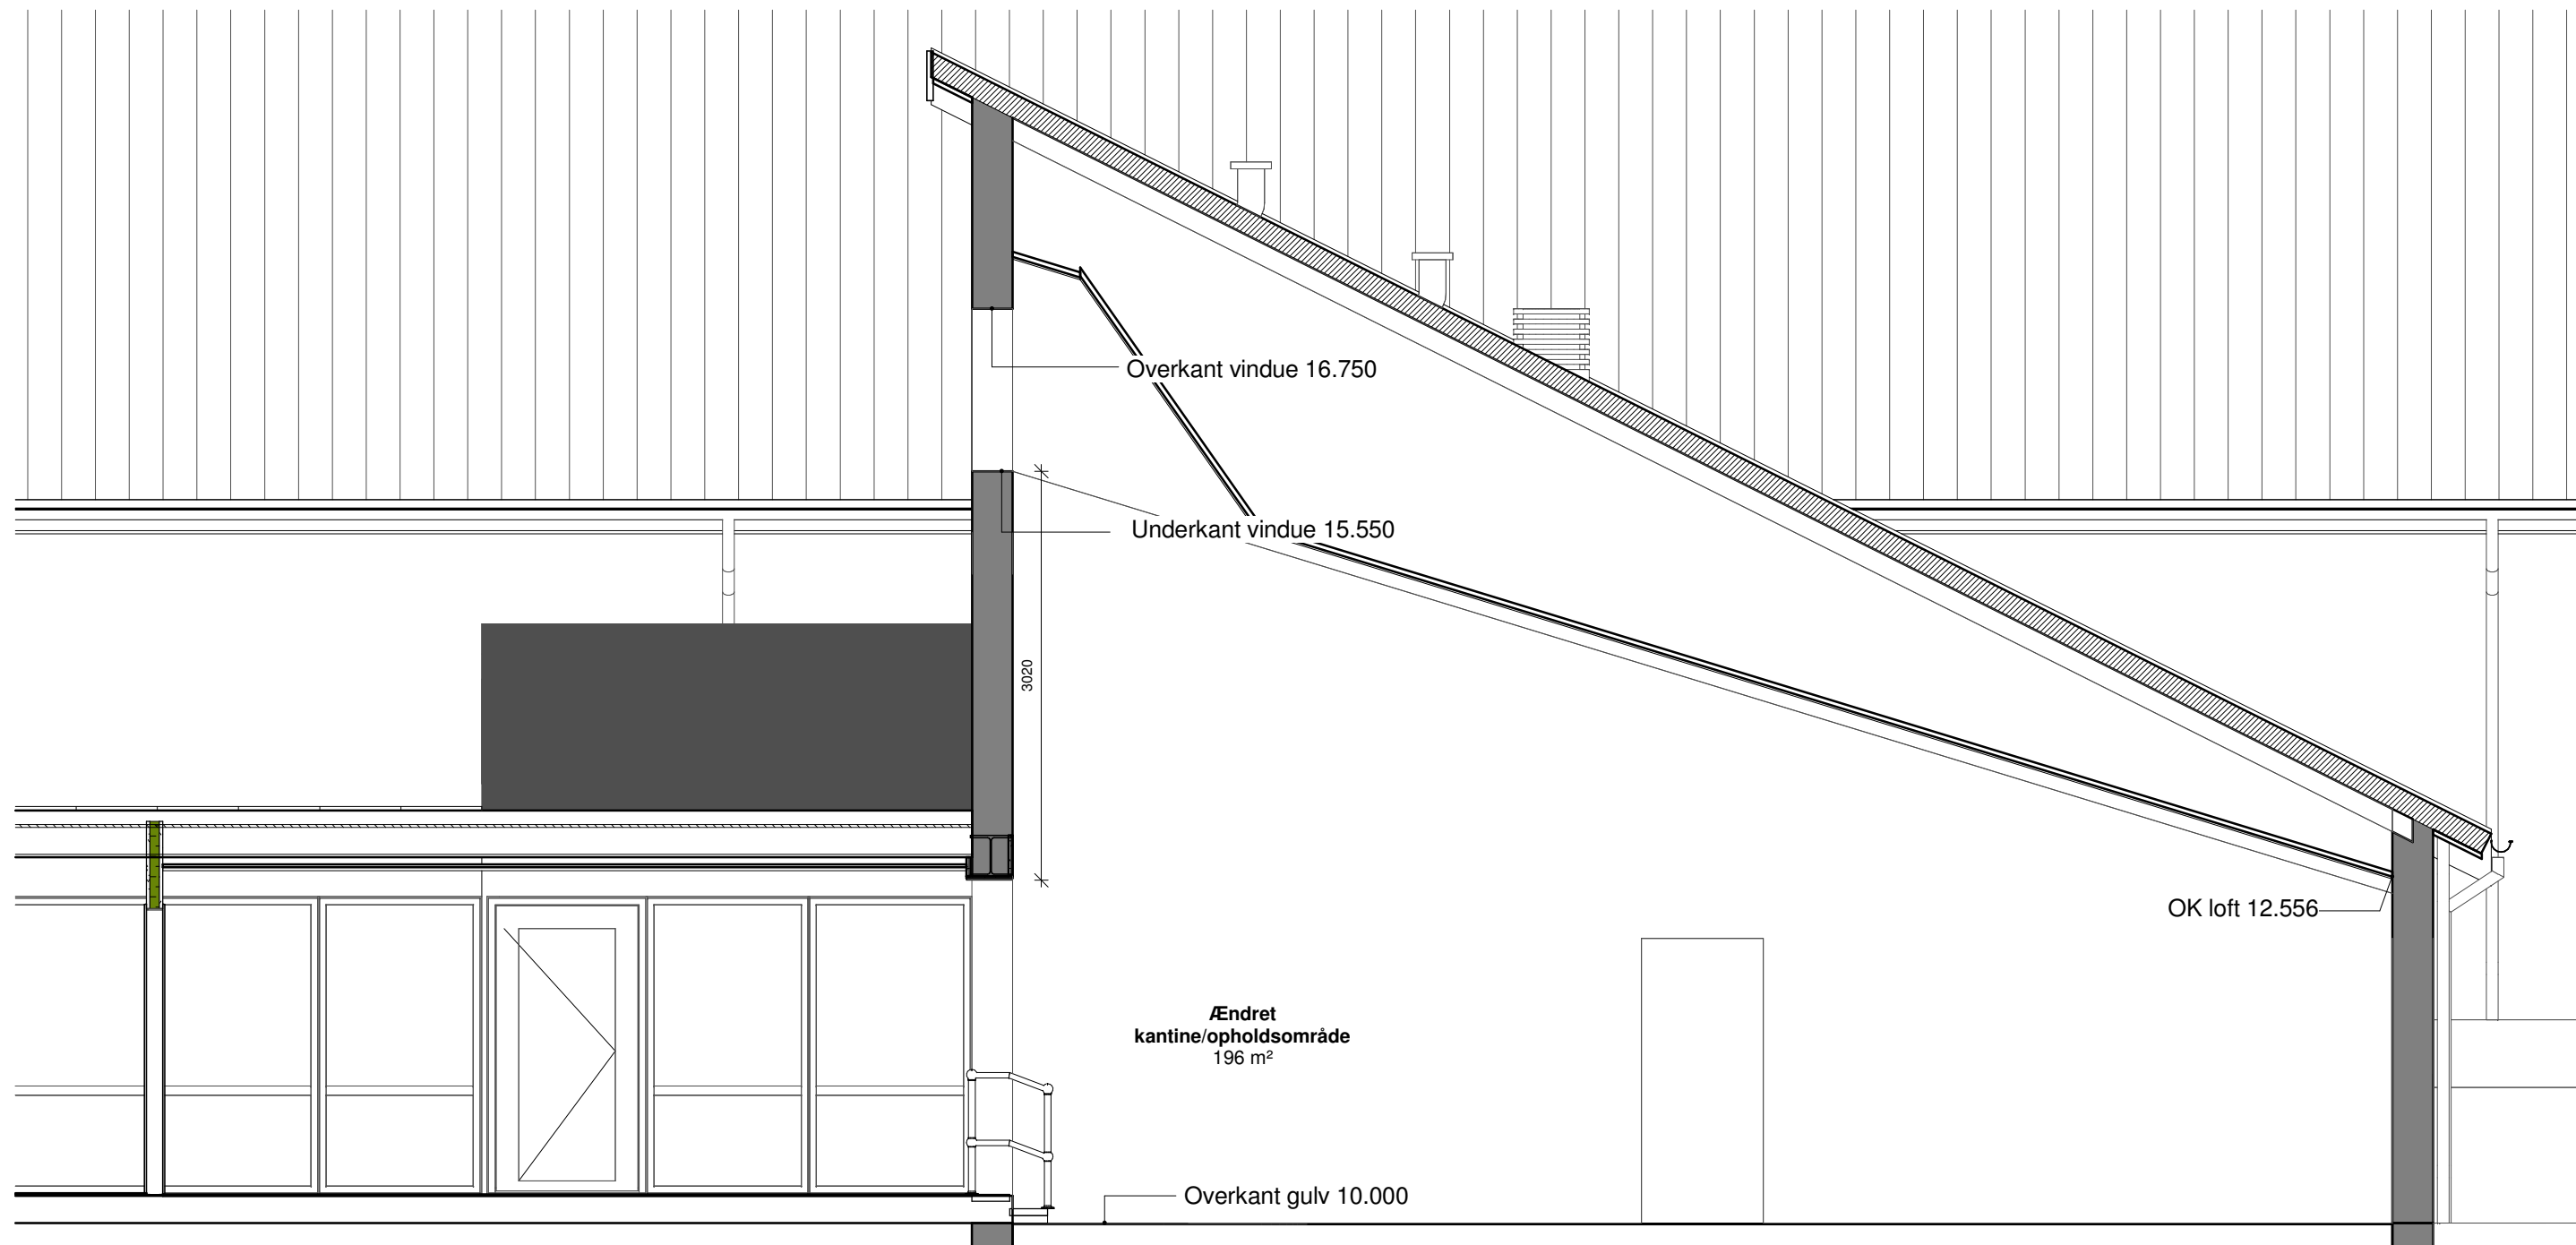 Overkant vindue 16.750
Underkant vindue 15.550
3020
OK loft 12.556
Ændret
kantine/opholdsområde
196 m²
Overkant gulv 10.000